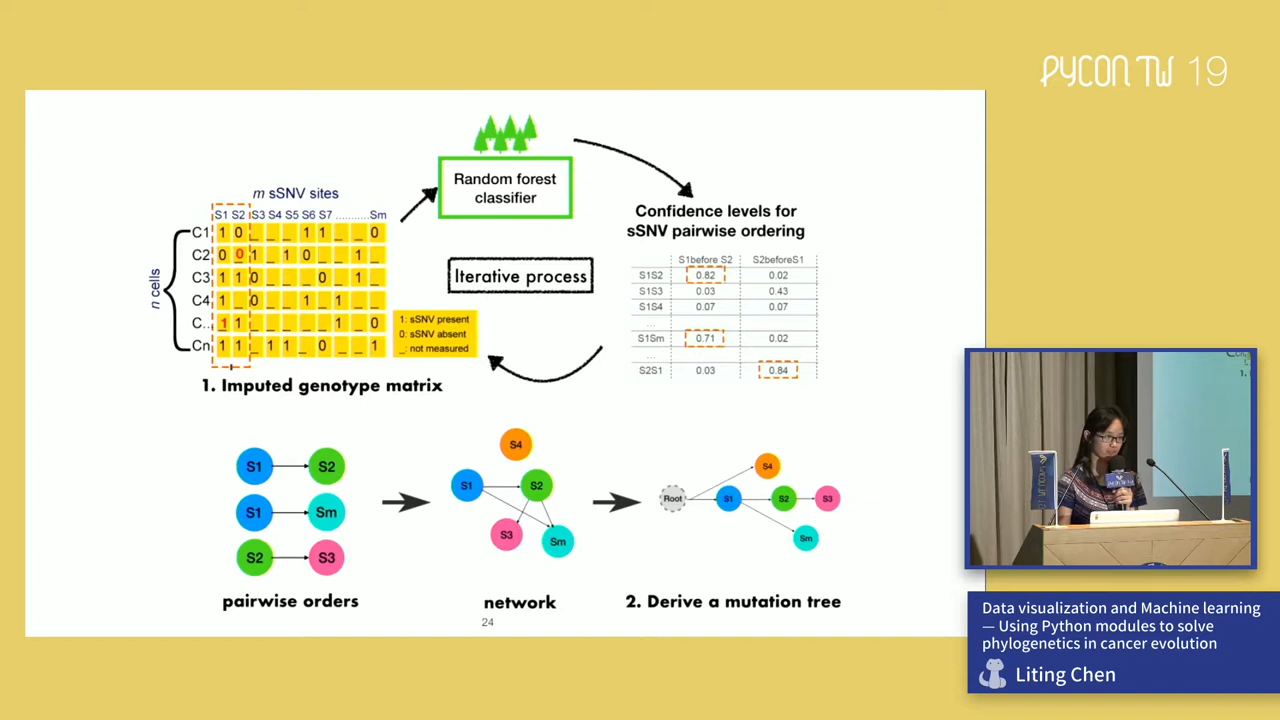 PYCON TW 19
m sSNV sites
S1 S2 S3 S4 S5 S6 S7 ........... Sm
C1 1 0 _ _ _ 1 1 _ _ 0
C2 0 0 1 _ 1 0 _ _ 1 _
C3 1 1 0 _ _ _ 0 _ 1 _
C4 1 _ 0 _ _ 1 _ 1 _ _
C.. 1 1 _ _ _ _ _ 1 _ 0
Cn 1 1 _ 1 1 _ 0 _ _ 1
n cells
1: sSNV present
0: sSNV absent
_: not measured
1. Imputed genotype matrix
Random forest
classifier
Iterative process
Confidence levels for
sSNV pairwise ordering
S1before S2 S2beforeS1
S1S2 0.82 0.02
S1S3 0.03 0.43
S1S4 0.07 0.07
...
S1Sm 0.71 0.02
...
S2S1 0.03 0.84
S1 S2
S1 Sm
S2 S3
pairwise orders
S4
S1 S2
S3 Sm
network
S4
Root S1 S2 S3
Sm
2. Derive a mutation tree
24
Data visualization and Machine learning
— Using Python modules to solve
phylogenetics in cancer evolution
Liting Chen